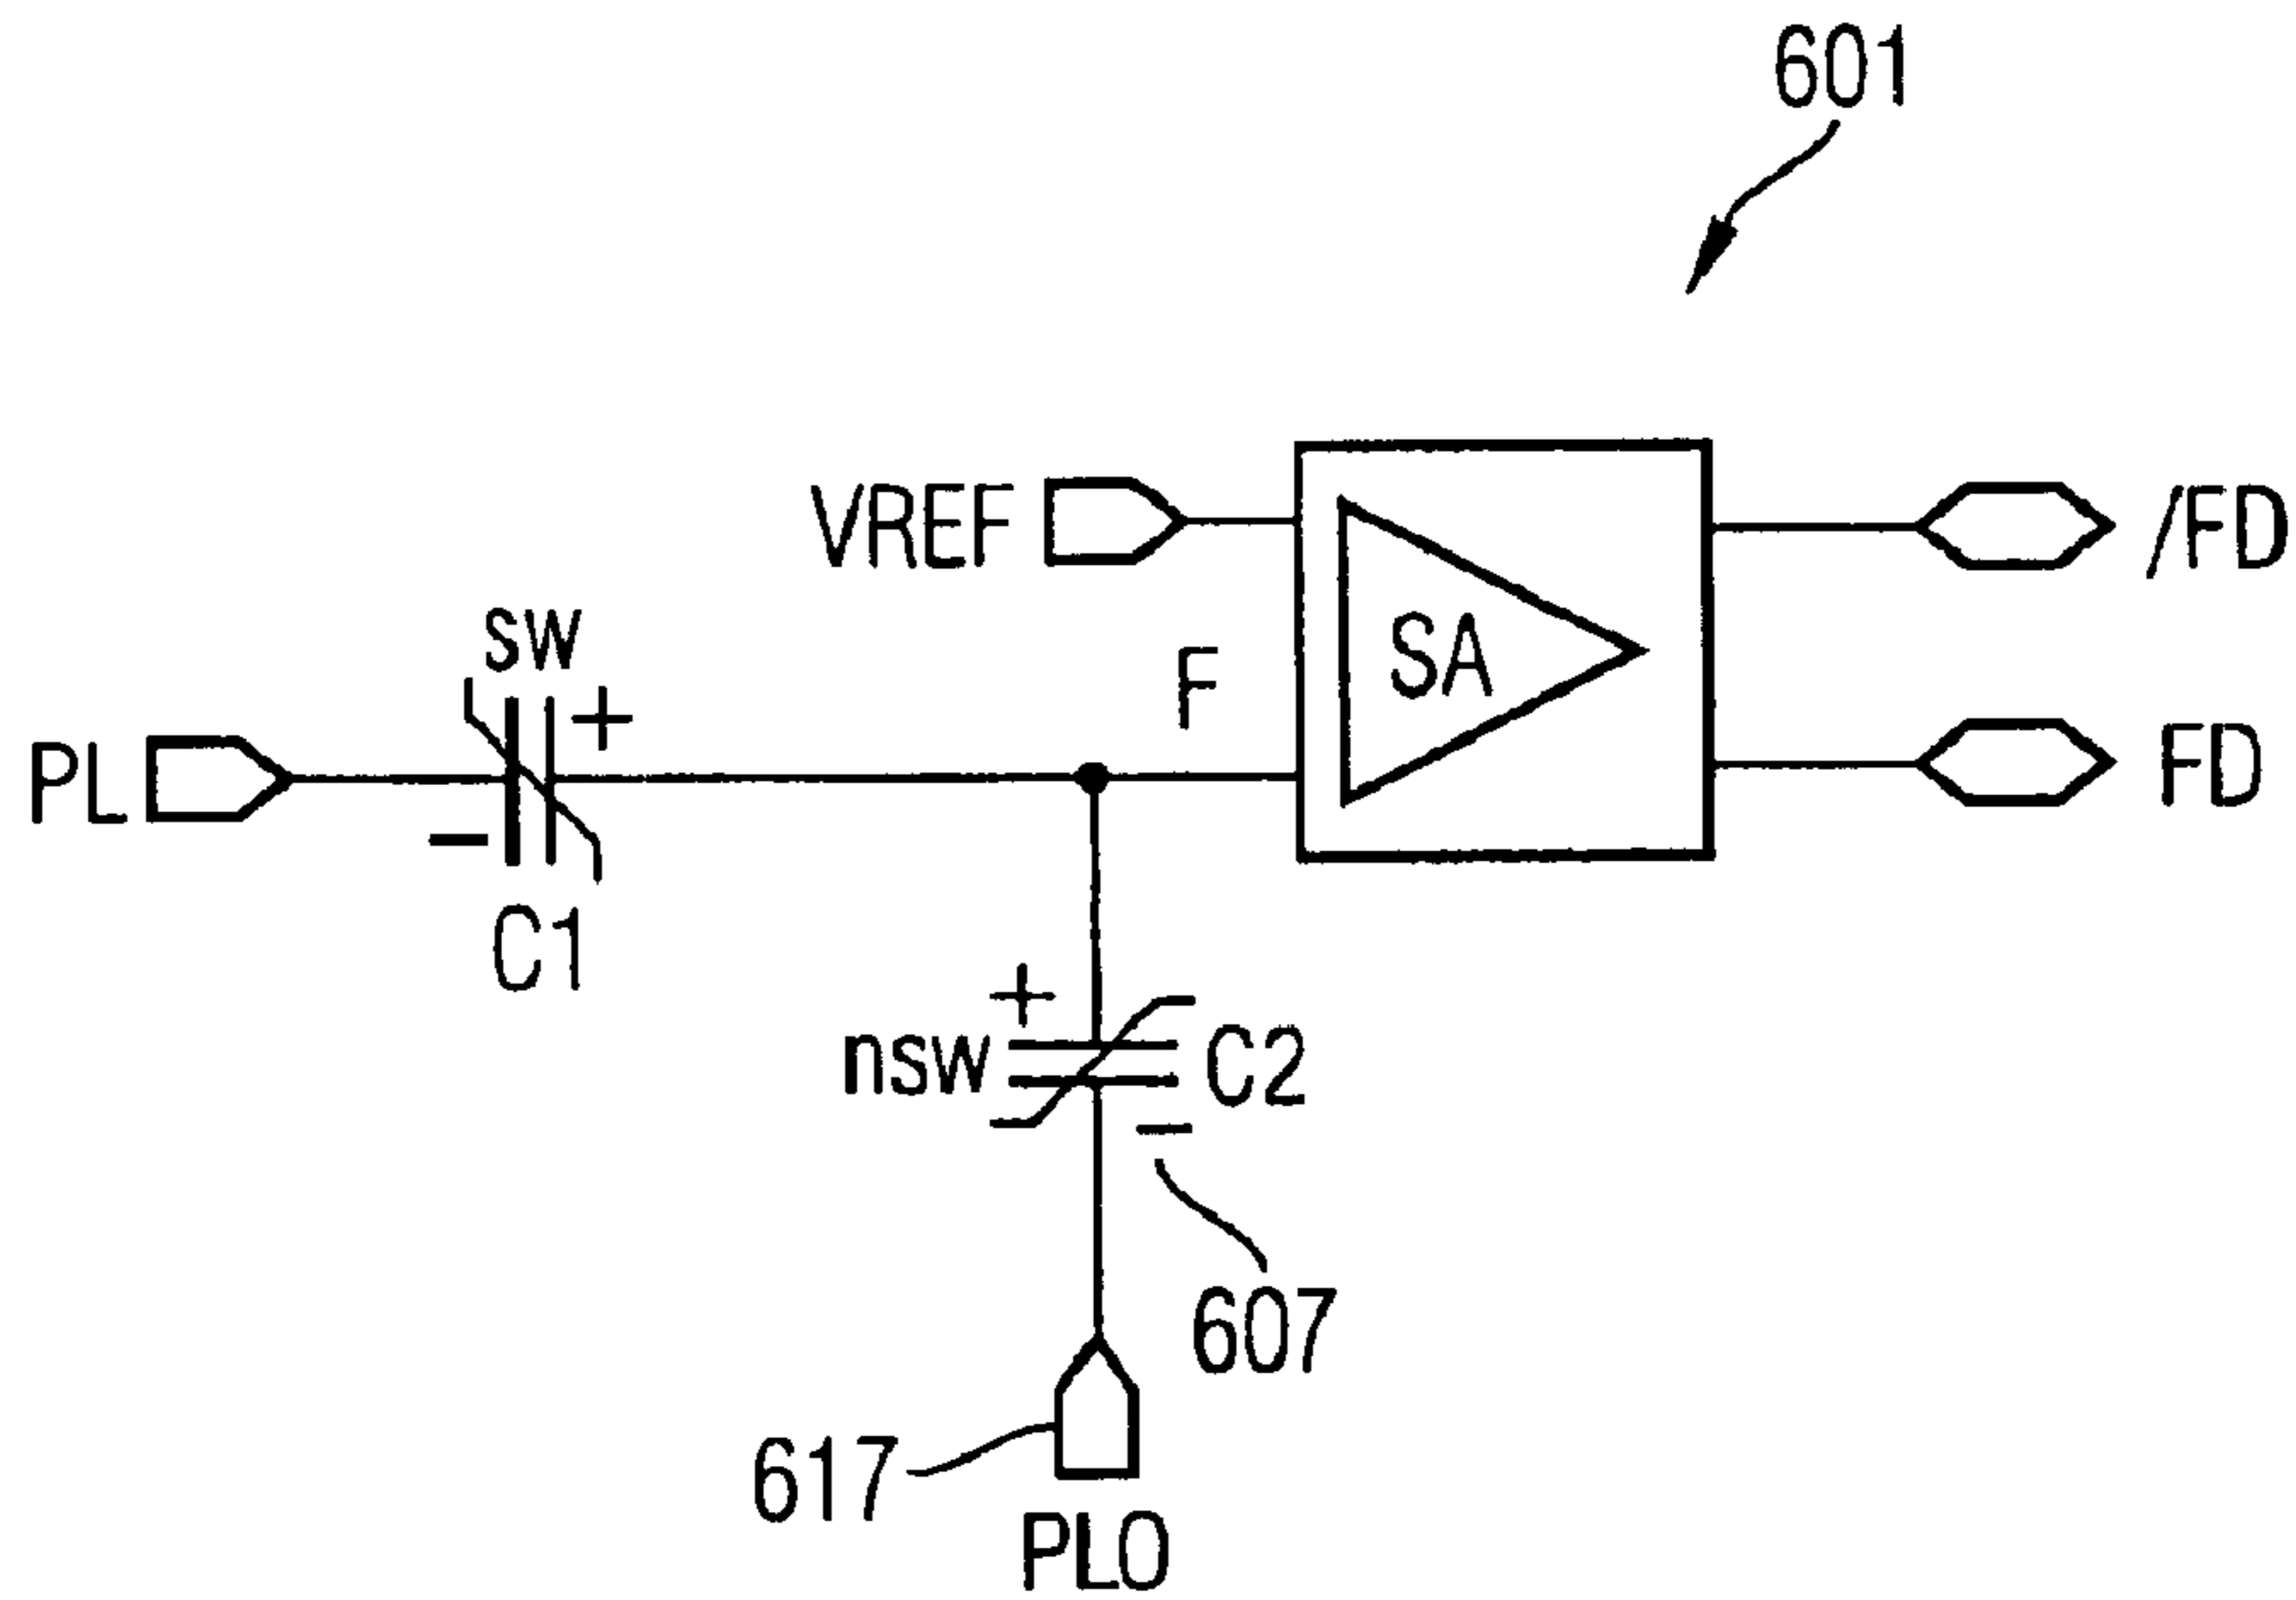 601
VREF
/FD
SW
+
F
SA
PL
FD
−
C1
+
nsw
C2
−
607
617
PLO